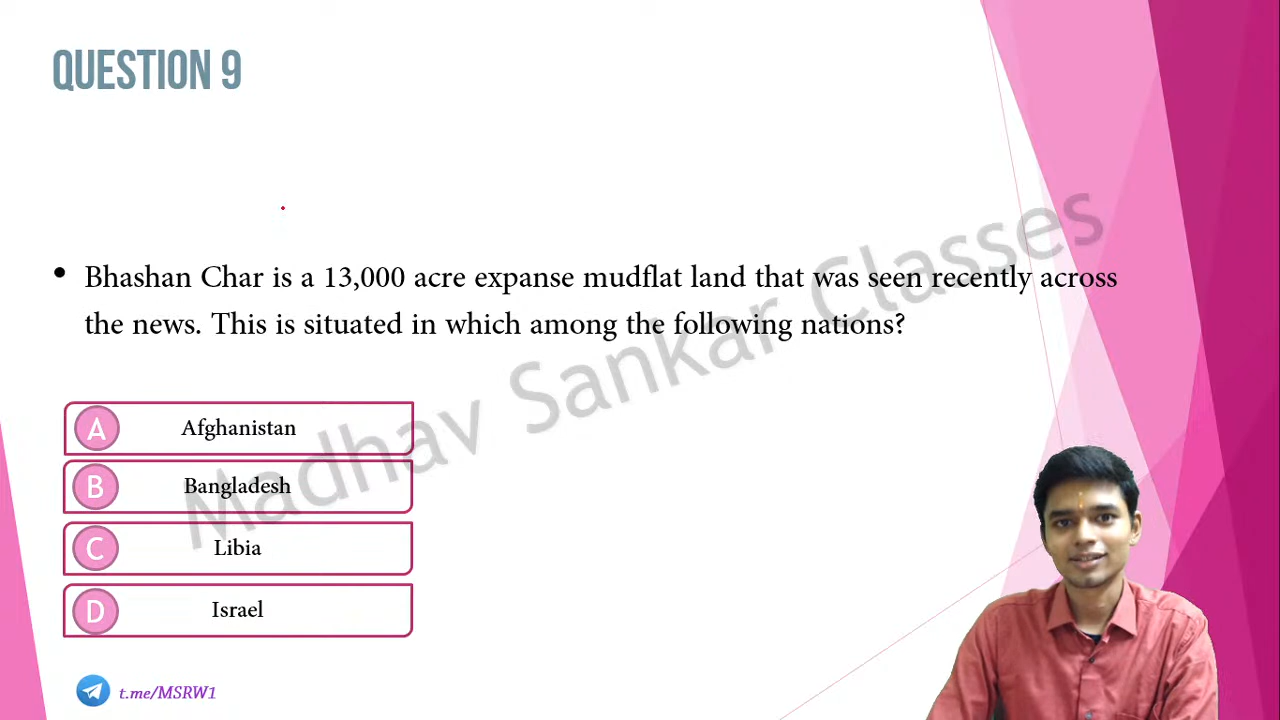 QUESTION 9
• Bhashan Char is a 13,000 acre expanse mudflat land that was seen recently across
the news. This is situated in which among the following nations?
Madhav Sankar Classes
A Afghanistan
B Bangladesh
C Libia
D Israel
t.me/MSRW1